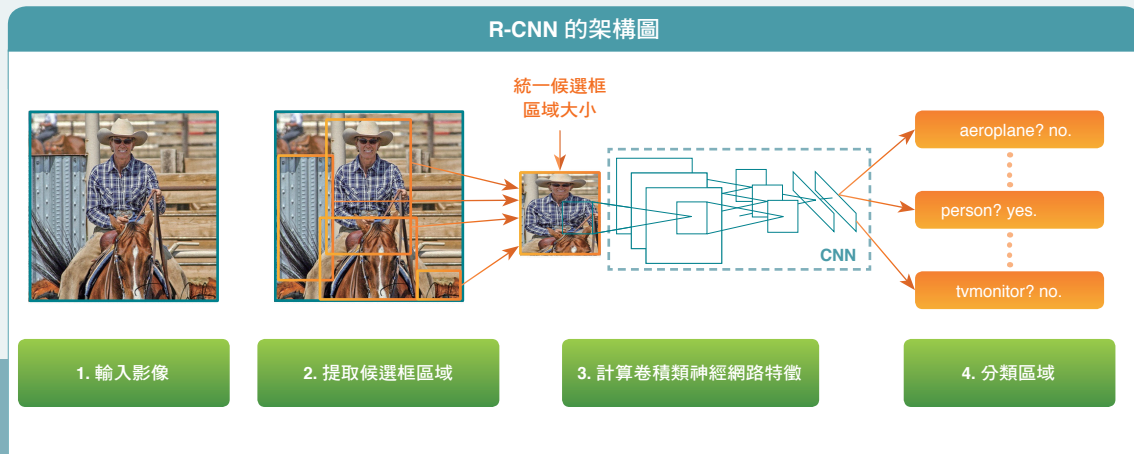 R-CNN 的架構圖
統一候選框
區域大小
aeroplane? no.
person? yes.
CNN
tvmonitor? no.
1. 輸入影像
2. 提取候選框區域
3. 計算卷積類神經網路特徵
4. 分類區域